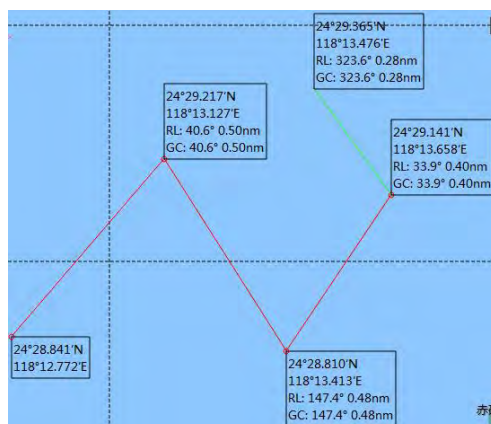 24°29.365'N
118°13.476'E
RL: 323.6° 0.28nm
GC: 323.6° 0.28nm
24°29.217'N
118°13.127'E
RL: 40.6° 0.50nm
GC: 40.6° 0.50nm
24°29.141'N
118°13.658'E
RL: 33.9° 0.40nm
GC: 33.9° 0.40nm
24°28.841'N
118°12.772'E
24°28.810'N
118°13.413'E
RL: 147.4° 0.48nm
GC: 147.4° 0.48nm
赤